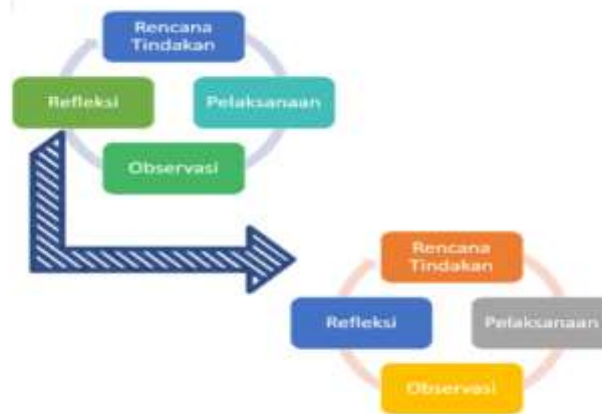 Rencana
Tindakan
Refleksi
Pelaksanaan
Observasi
Rencana
Tindakan
Refleksi
Pelaksanaan
Observasi